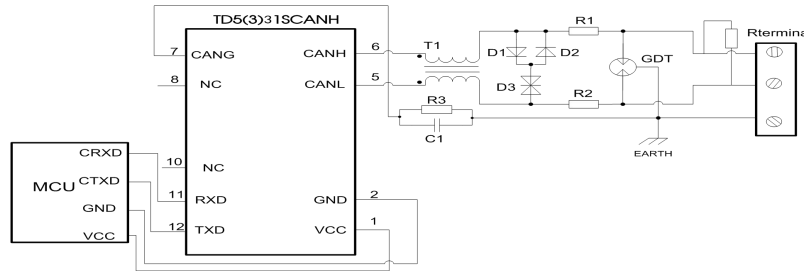 TD5(3)31SCANH
7 CANG CANH 6 T1 R1 Rtermina
D1 D2 GDT
8 NC CANL 5
D3
R2
R3
C1
EARTH
CRXD 10 NC
MCU CTXD 11 RXD GND 2
GND
VCC 12 TXD VCC 1